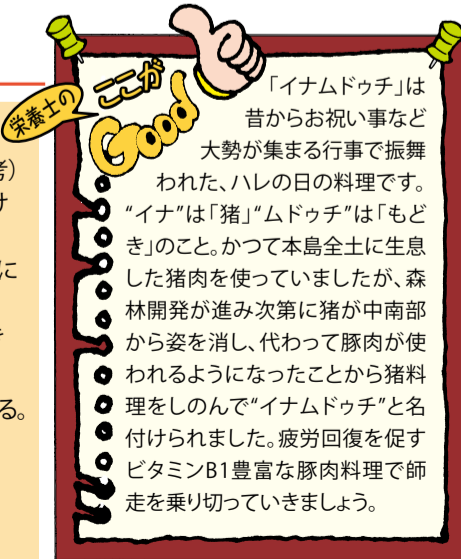 栄養士の
ここが
Good
「イナムドゥチ」は
昔からお祝い事など
大勢が集まる行事で振舞
われた、ハレの日の料理です。
“イナ”は「猪」“ムドゥチ”は「もど
き」のこと。かつて本島全土に生息
した猪肉を使っていましたが、森
林開発が進み次第に猪が中南部
から姿を消し、代わって豚肉が使
われるようになったことから猪料
理をしのんで“イナムドゥチ”と名
付けられました。疲労回復を促す
ビタミンB1豊富な豚肉料理で師
走を乗り切っていきましょう。
考)
け
に
る。